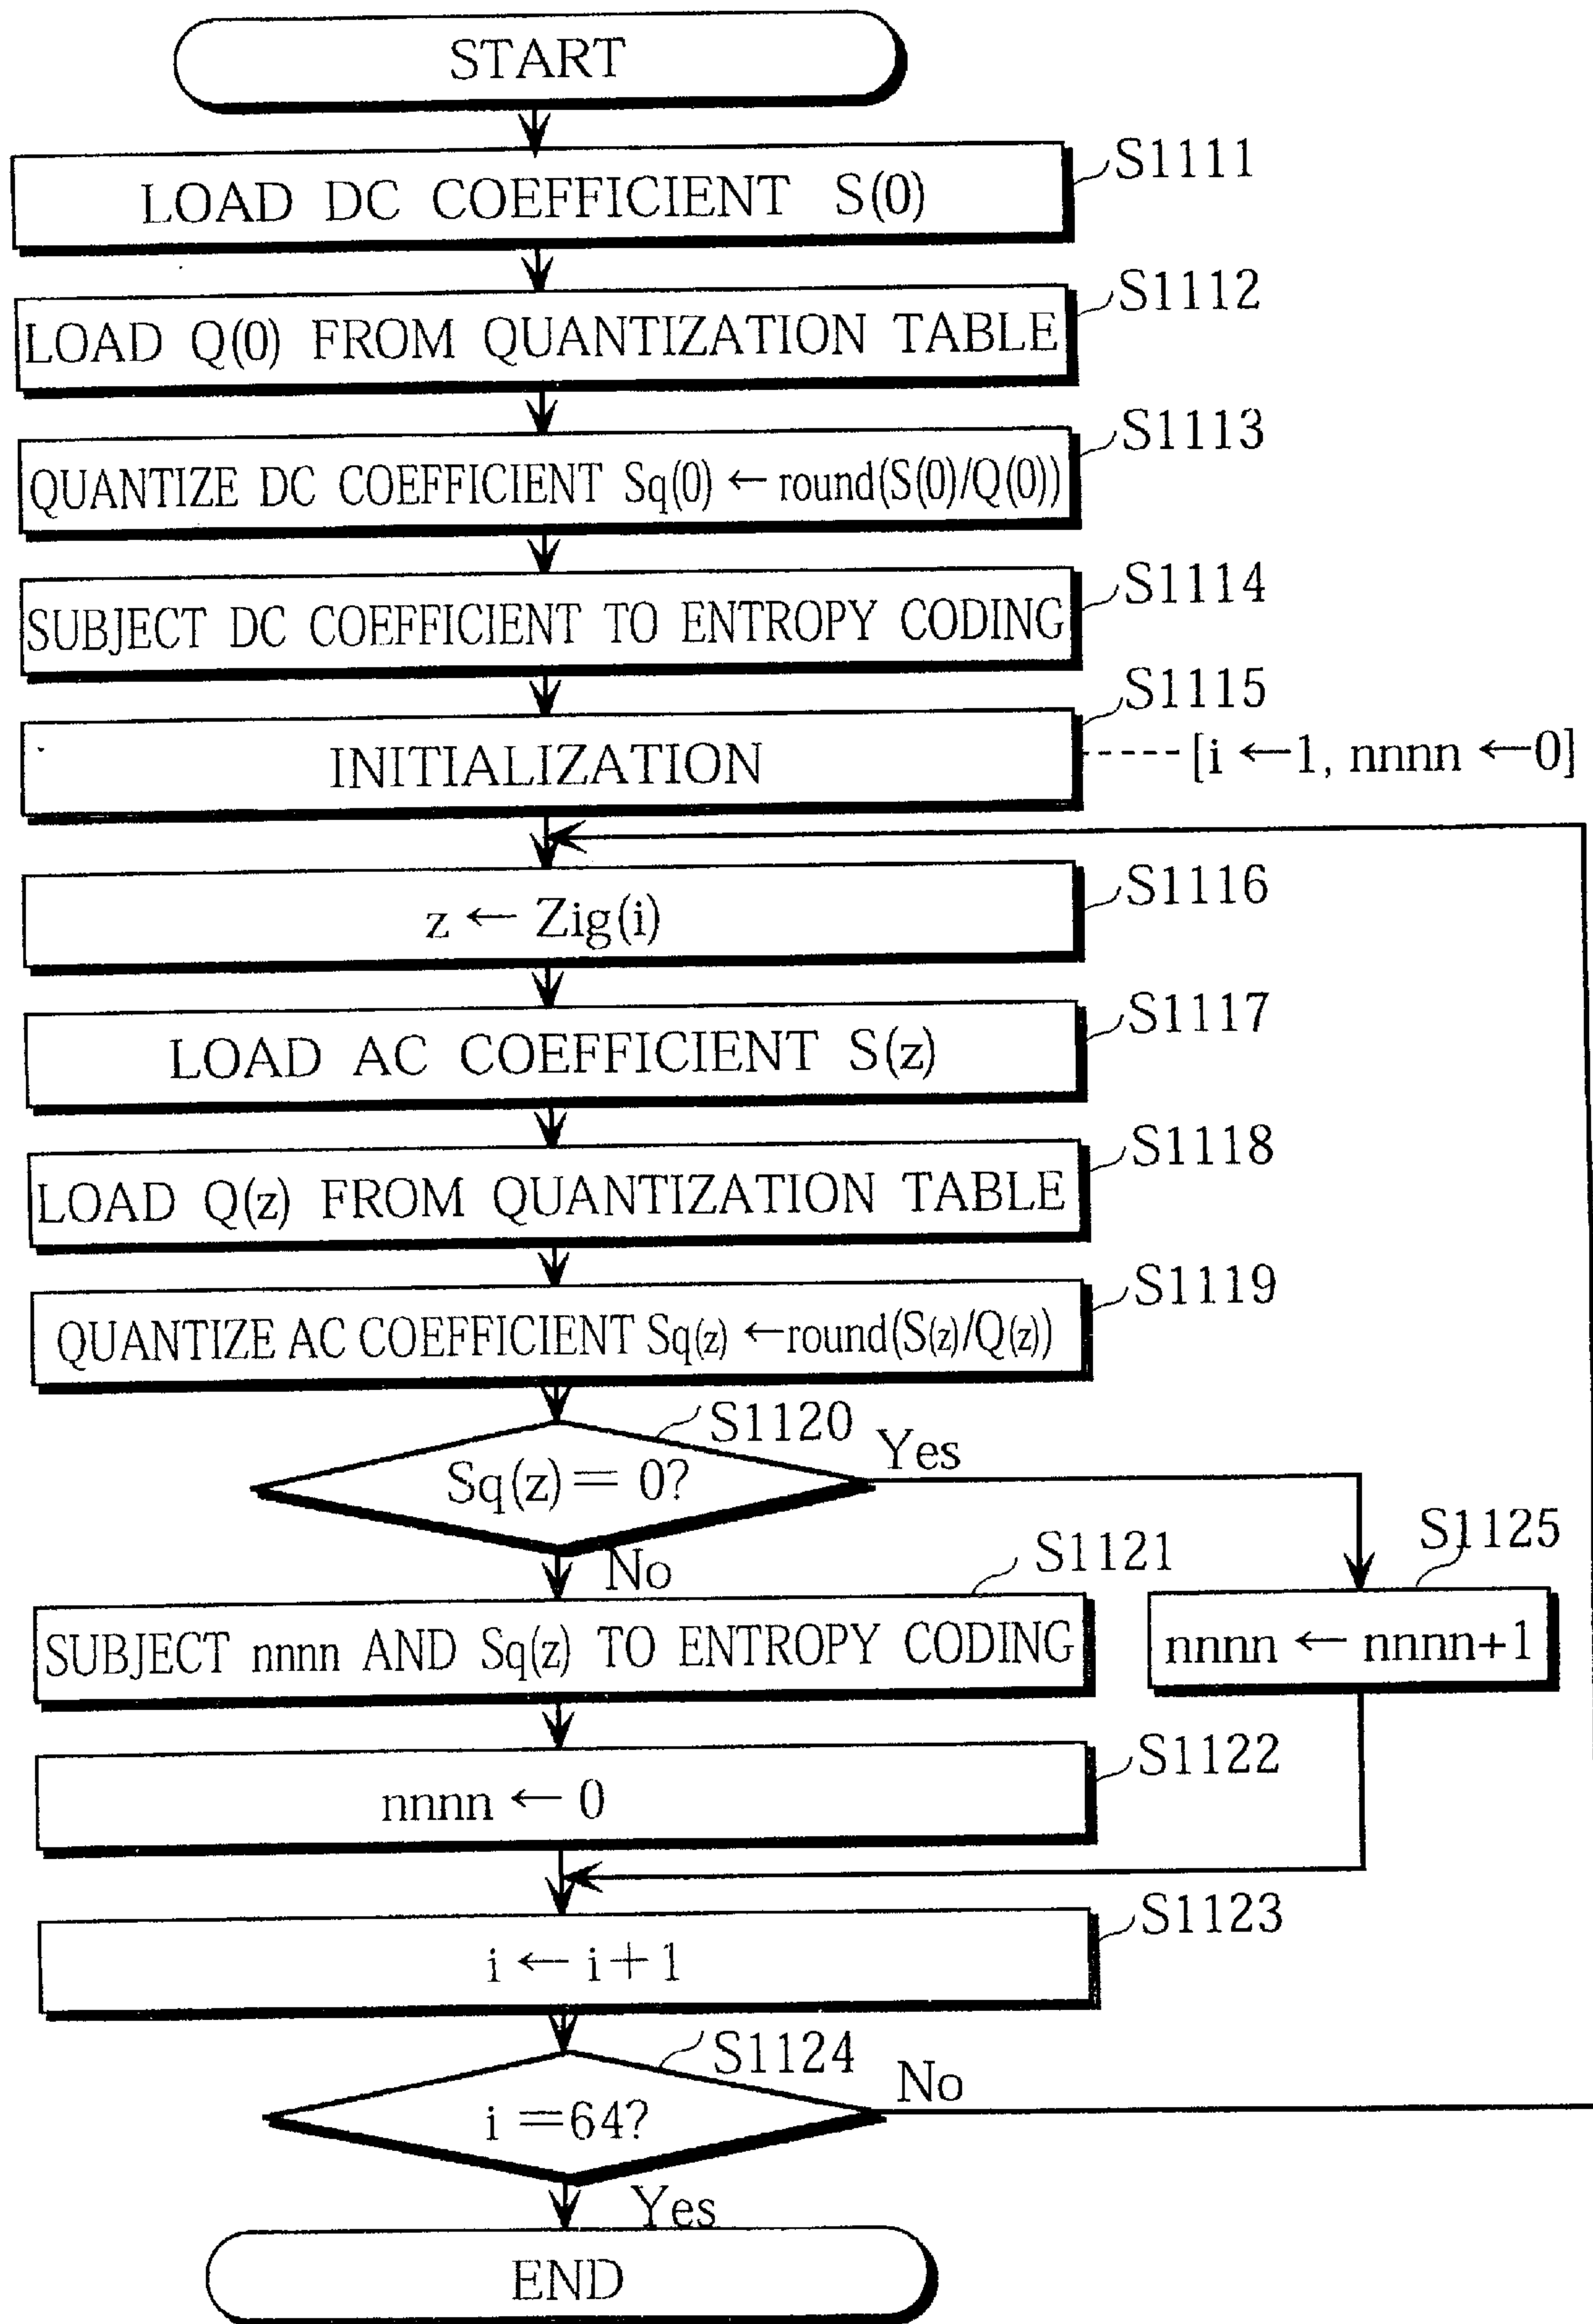 START
S1111
LOAD DC COEFFICIENT S(0)
S1112
LOAD Q(0) FROM QUANTIZATION TABLE
S1113
QUANTIZE DC COEFFICIENT Sq(0) ← round(S(0)/Q(0))
S1114
SUBJECT DC COEFFICIENT TO ENTROPY CODING
S1115
INITIALIZATION
[i ←1, nnnn ←0]
S1116
z ← Zig(i)
S1117
LOAD AC COEFFICIENT S(z)
S1118
LOAD Q(z) FROM QUANTIZATION TABLE
S1119
QUANTIZE AC COEFFICIENT Sq(z) ←round(S(z)/Q(z))
S1120
Sq(z) = 0?
Yes
No
S1121
SUBJECT nnnn AND Sq(z) TO ENTROPY CODING
S1125
nnnn ← nnnn+1
S1122
nnnn ← 0
S1123
i ← i + 1
S1124
i =64?
No
Yes
END